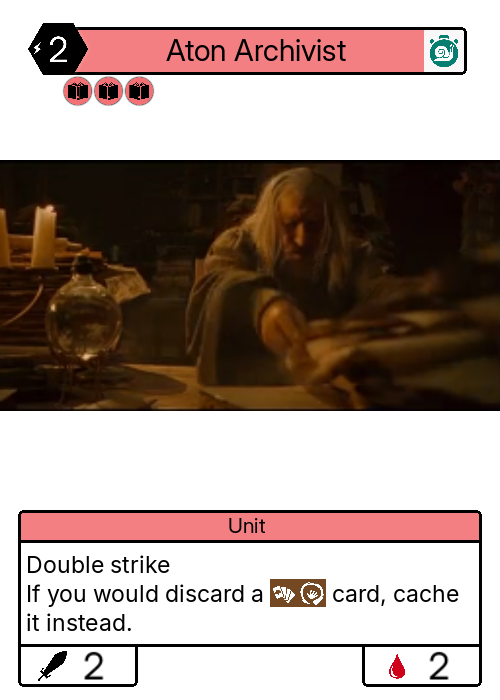 2
Aton Archivist
Unit
Double strike
If you would discard a card, cache
it instead.
2
2